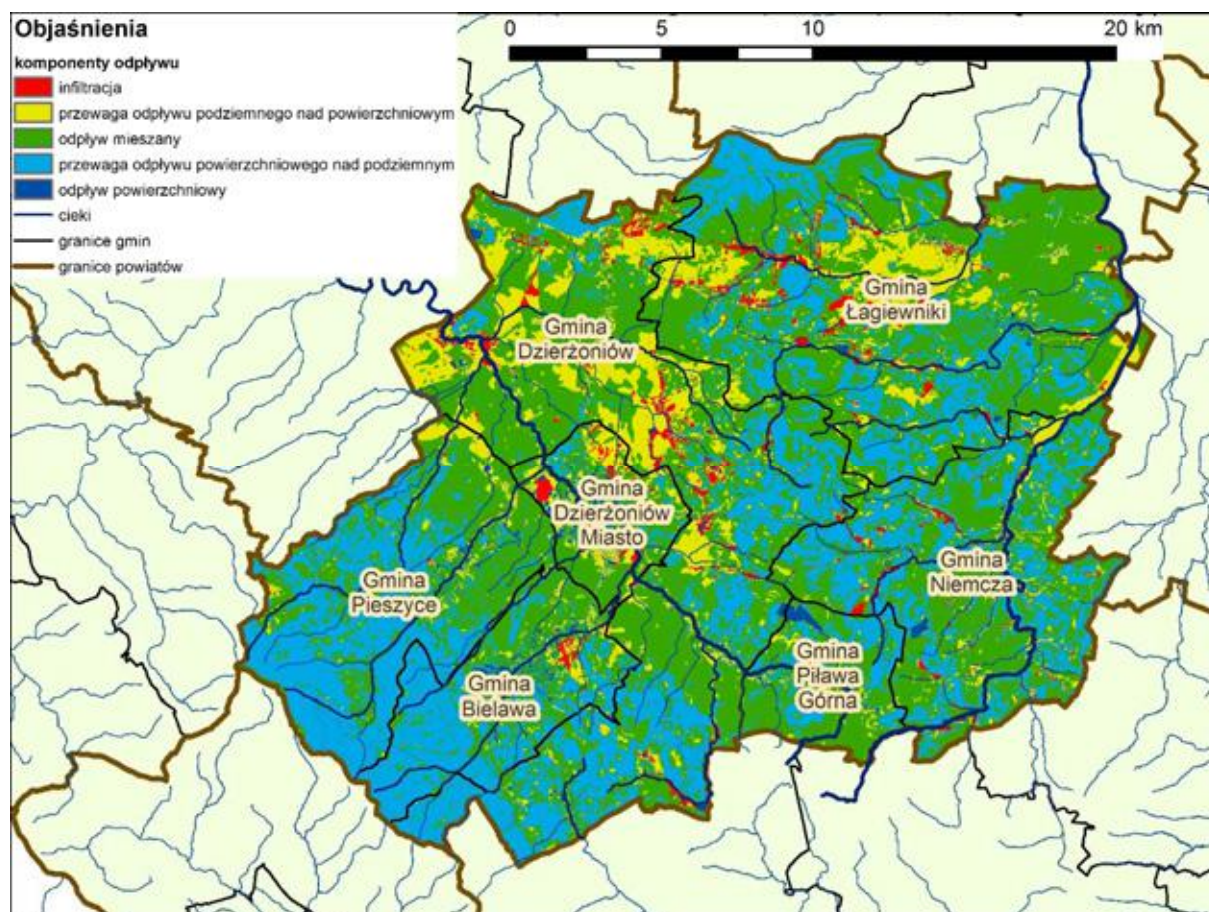 Objaśnienia
komponenty odpływu
infiltracja
przewaga odpływu podziemnego nad powierzchniowym
odpływ mieszany
przewaga odpływu powierzchniowego nad podziemnym
odpływ powierzchniowy
cieki
granice gmin
granice powiatów
0 5 10 20 km
Gmina
Łagiewniki
Gmina
Dzierżoniów
Gmina
Dzierżoniów
Miasto
Gmina
Niemcza
Gmina
Pieszyce
Gmina
Piława
Górna
Gmina
Bielawa